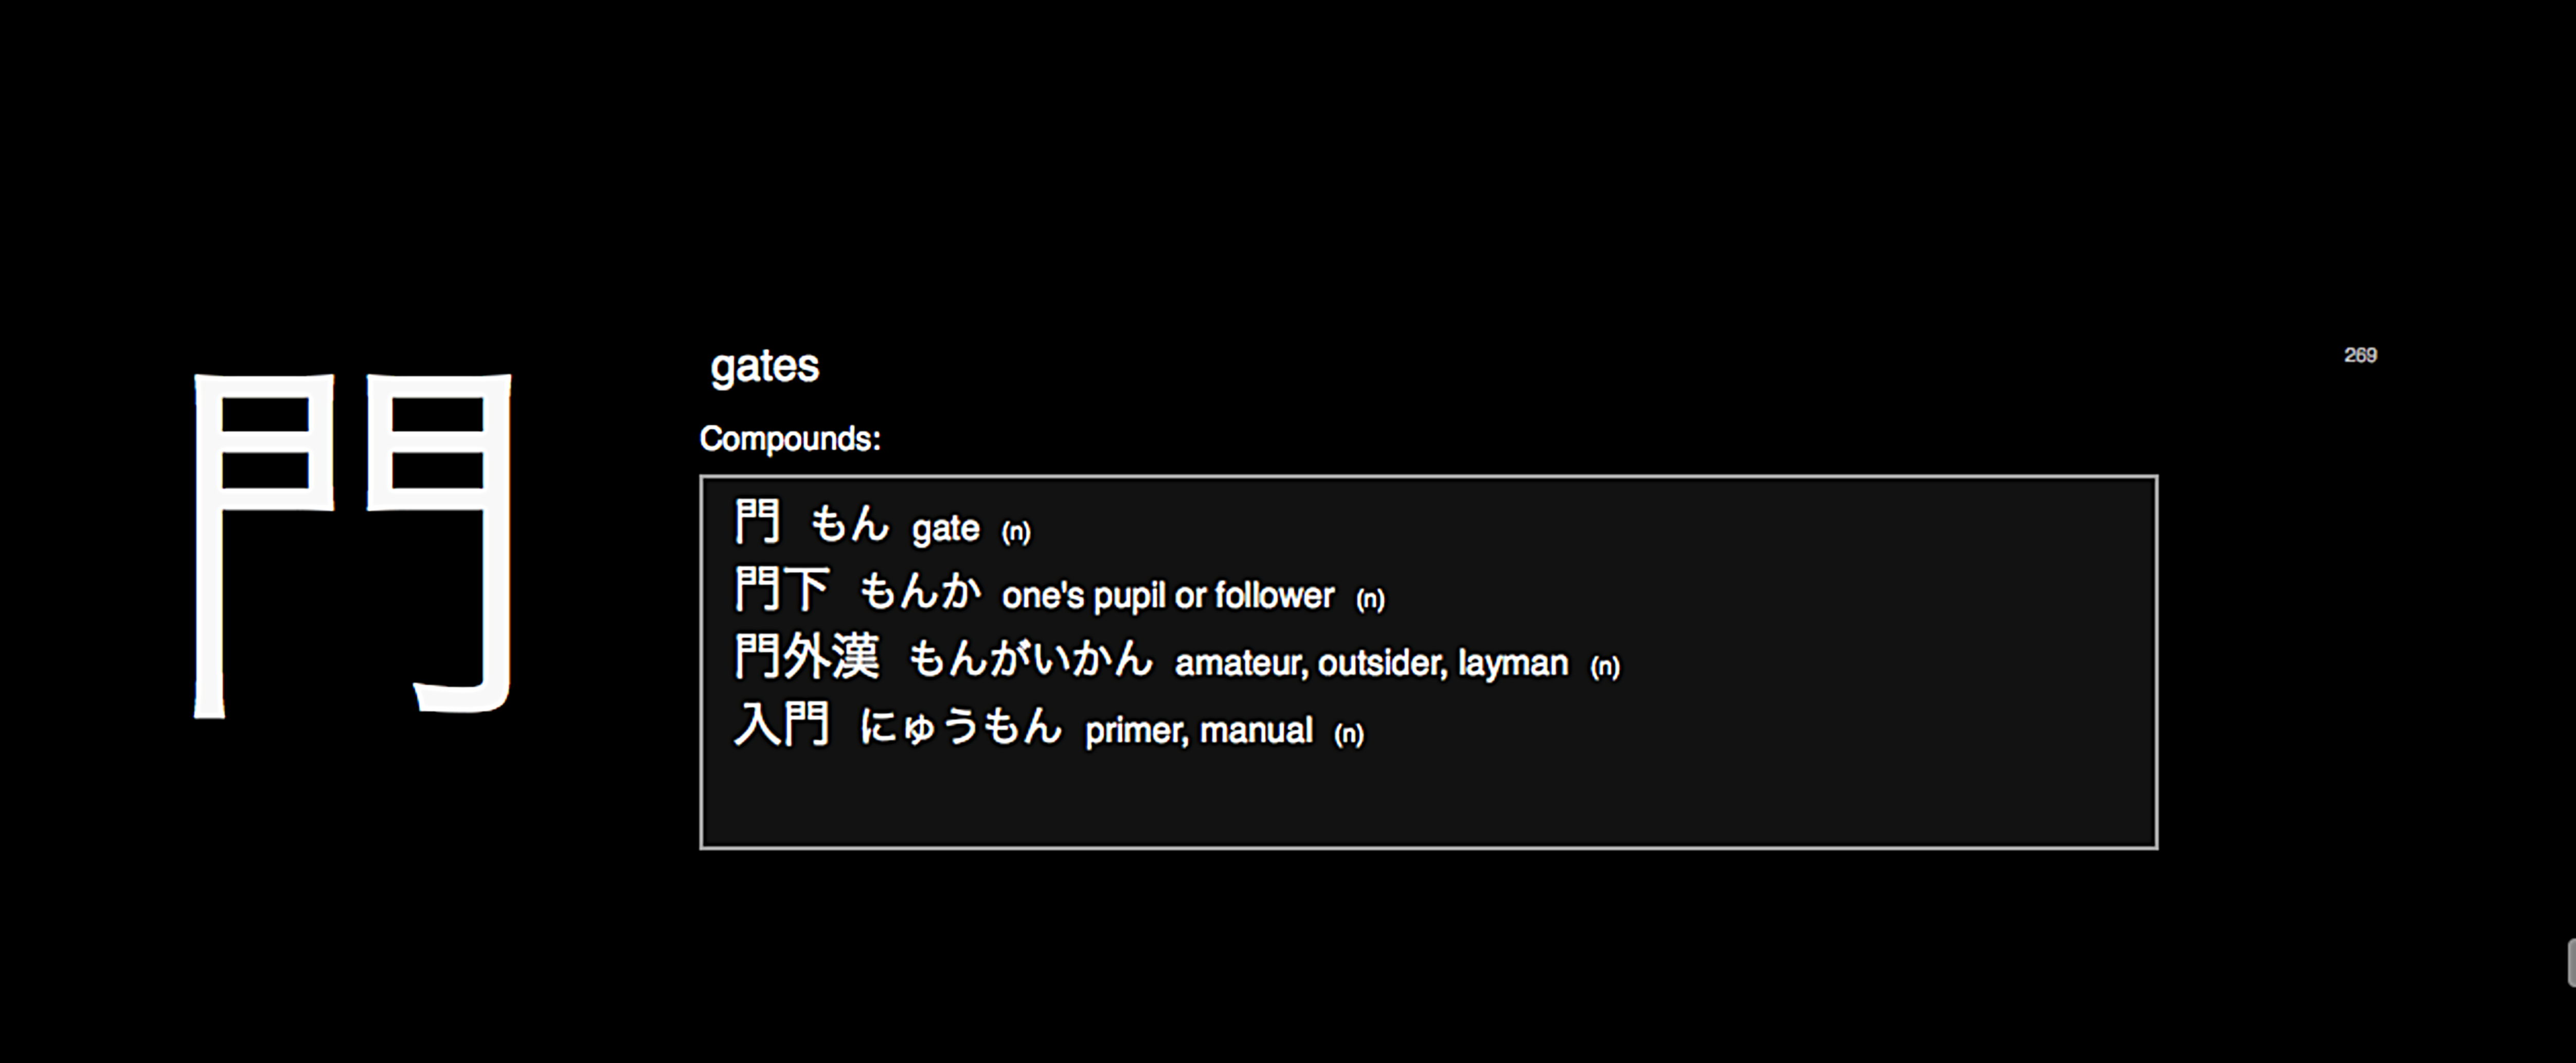 門
gates
269
Compounds:
門 もん gate (n)
門下 もんか one's pupil or follower (n)
門外漢 もんがいかん amateur, outsider, layman (n)
入門 にゅうもん primer, manual (n)